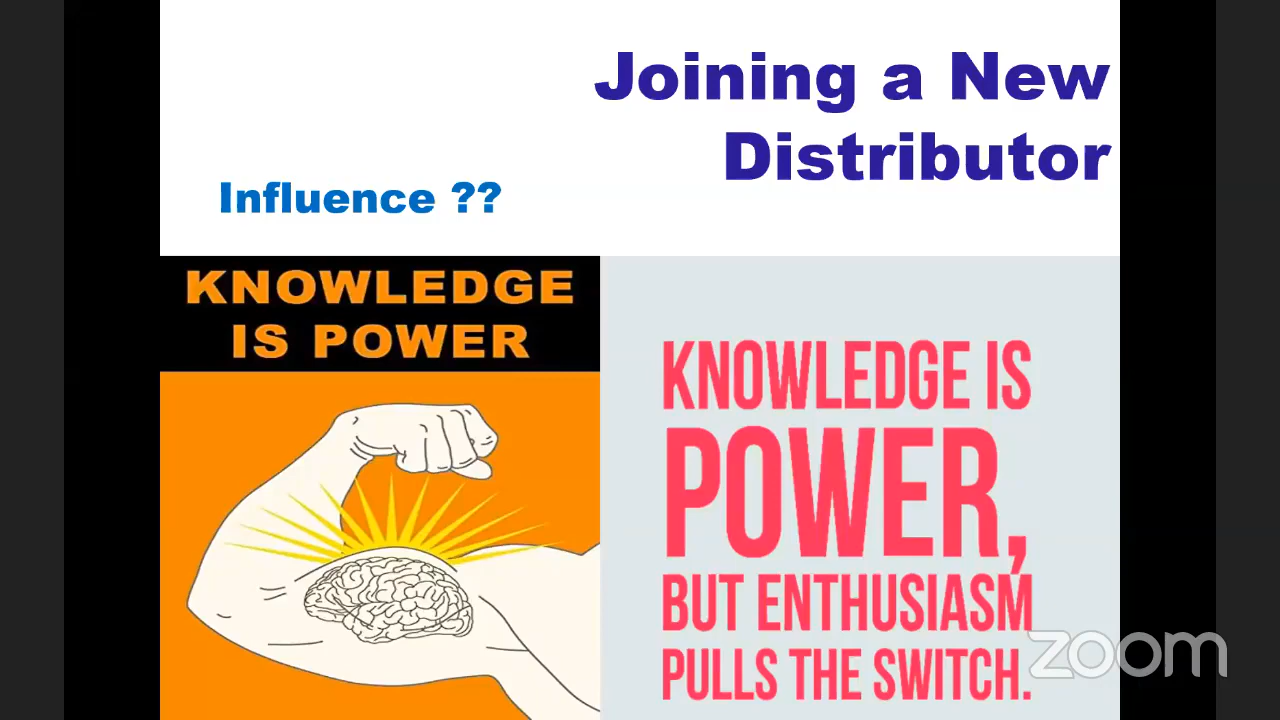 Joining a New
Distributor
Influence ??
KNOWLEDGE
IS POWER
KNOWLEDGE IS
POWER,
BUT ENTHUSIASM
PULLS THE SWITCH.
zoom